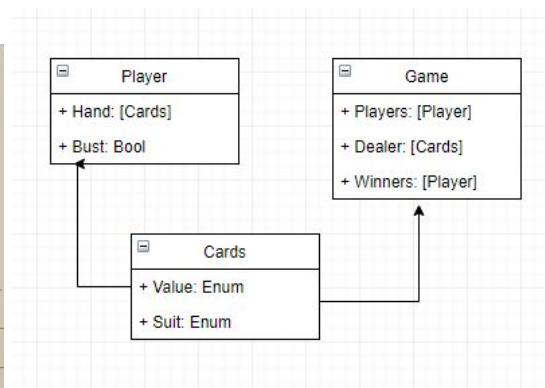 Player
+ Hand: [Cards]
+ Bust: Bool
Game
+ Players: [Player]
+ Dealer: [Cards]
+ Winners: [Player]
Cards
+ Value: Enum
+ Suit: Enum